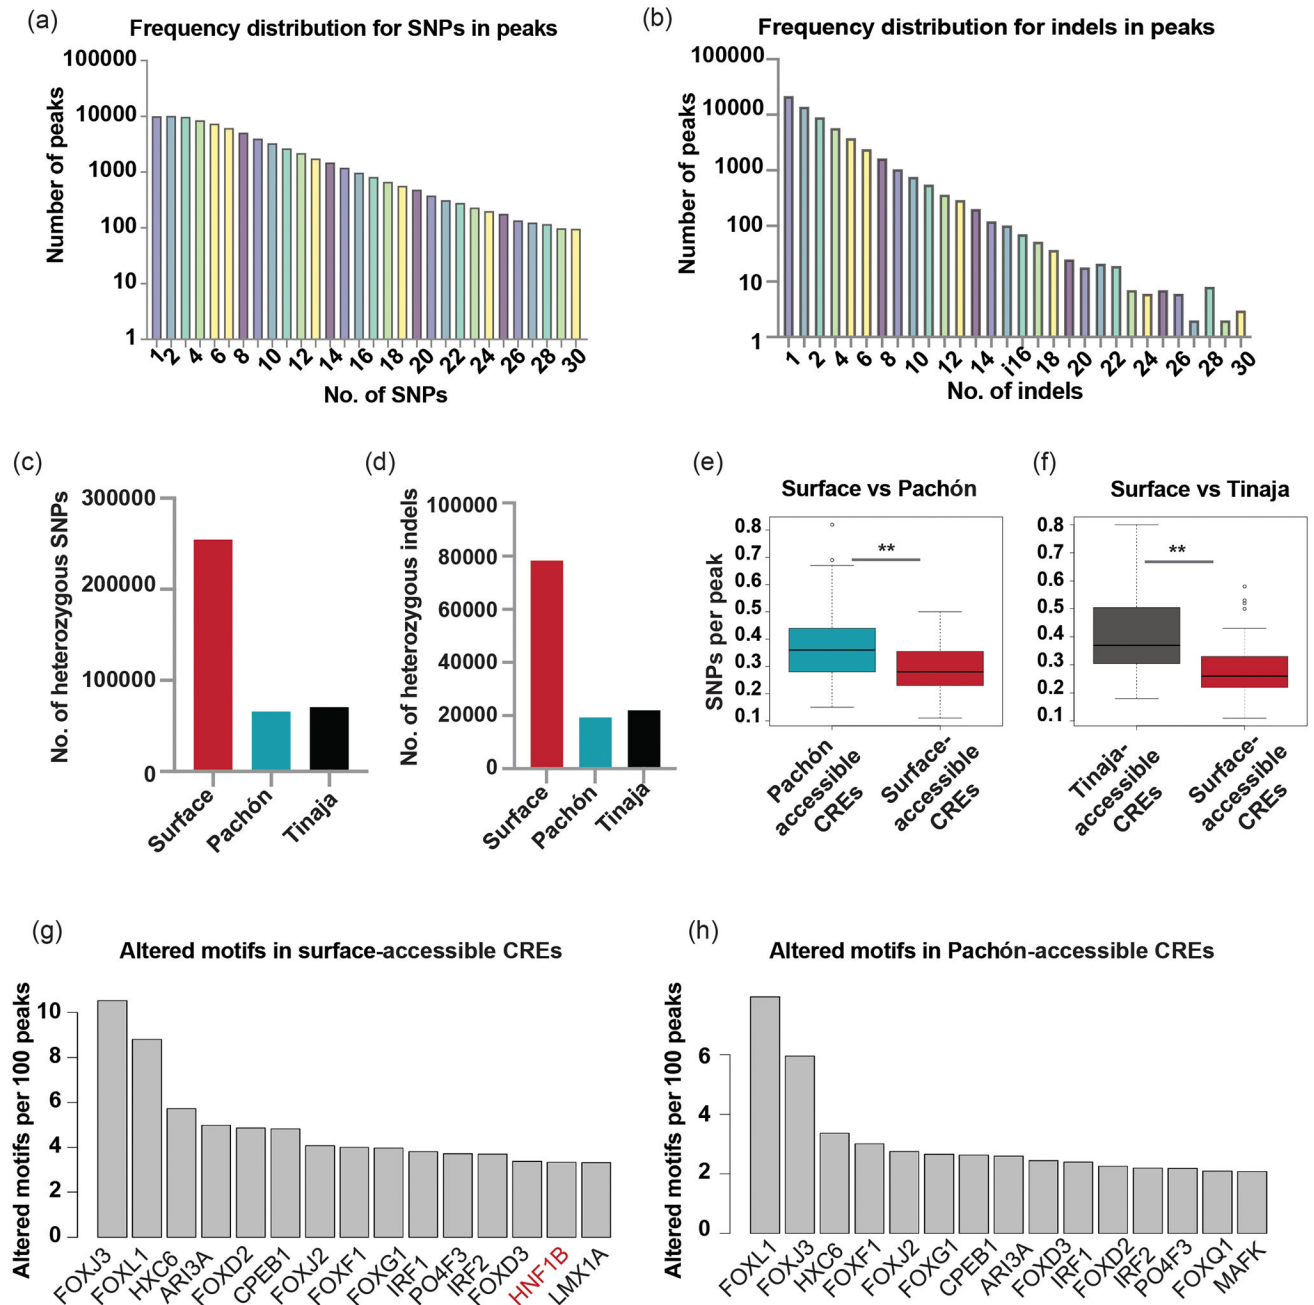 (a)
Frequency distribution for SNPs in peaks
Number of peaks
100000
10000
1000
100
10
1
1 2 4 6 8 10 12 14 16 18 20 22 24 26 28 30
No. of SNPs
(b)
Frequency distribution for indels in peaks
Number of peaks
100000
10000
1000
100
10
1
1 2 4 6 8 10 12 14 i16 18 20 22 24 26 28 30
No. of indels
(c)
No. of heterozygous SNPs
300000
200000
100000
0
Surface
Pachón
Tinaja
(d)
No. of heterozygous indels
100000
80000
60000
40000
20000
0
Surface
Pachón
Tinaja
(e)
Surface vs Pachón
SNPs per peak
0.8
0.7
0.6
0.5
0.4
0.3
0.2
0.1
**
Pachón
accessible
CREs
Surface-
accessible
CREs
(f)
Surface vs Tinaja
0.8
0.7
0.6
0.5
0.4
0.3
0.2
0.1
**
Tinaja-
accessible
CREs
Surface-
accessible
CREs
(g)
Altered motifs in surface-accessible CREs
Altered motifs per 100 peaks
10
8
6
4
2
0
FOXJ3
FOXL1
HXC6
ARI3A
FOXD2
CPEB1
FOXJ2
FOXF1
FOXG1
IRF1
PO4F3
IRF2
FOXD3
HNF1B
LMX1A
(h)
Altered motifs in Pachón-accessible CREs
Altered motifs per 100 peaks
6
4
2
0
FOXL1
FOXJ3
HXC6
FOXF1
FOXJ2
FOXG1
CPEB1
ARI3A
FOXD3
IRF1
FOXD2
IRF2
PO4F3
FOXQ1
MAFK